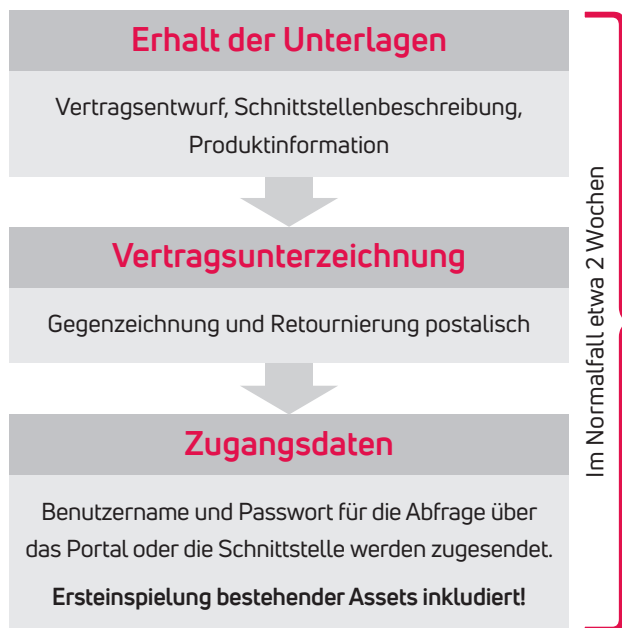 Erhalt der Unterlagen
Vertragsentwurf, Schnittstellenbeschreibung,
Produktinformation
Vertragsunterzeichnung
Gegenzeichnung und Retournierung postalisch
Zugangsdaten
Benutzername und Passwort für die Abfrage über
das Portal oder die Schnittstelle werden zugesendet.
Ersteinspielung bestehender Assets inkludiert!
Im Normalfall etwa 2 Wochen